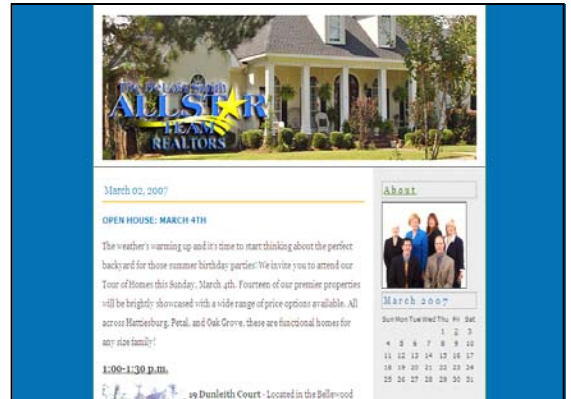 ALLSTAR
TEAM
REALTORS
March 02, 2007
OPEN HOUSE: MARCH 4TH
The weather's warming up and it's time to start thinking about the perfect
backyard for those summer birthday parties! We invite you to attend our
Tour of Homes this Sunday, March 4th. Fourteen of our premier properties
will be brightly showcased with a wide range of price options available. All
across Hattiesburg, Petal, and Oak Grove, these are functional homes for
any size family!
1:00-1:30 p.m.
19 Dunleith Court - Located in the Bellewood
About
March 2007
Sun Mon Tue Wed Thu Fri Sat
1 2 3
4 5 6 7 8 9 10
11 12 13 14 15 16 17
18 19 20 21 22 23 24
25 26 27 28 29 30 31